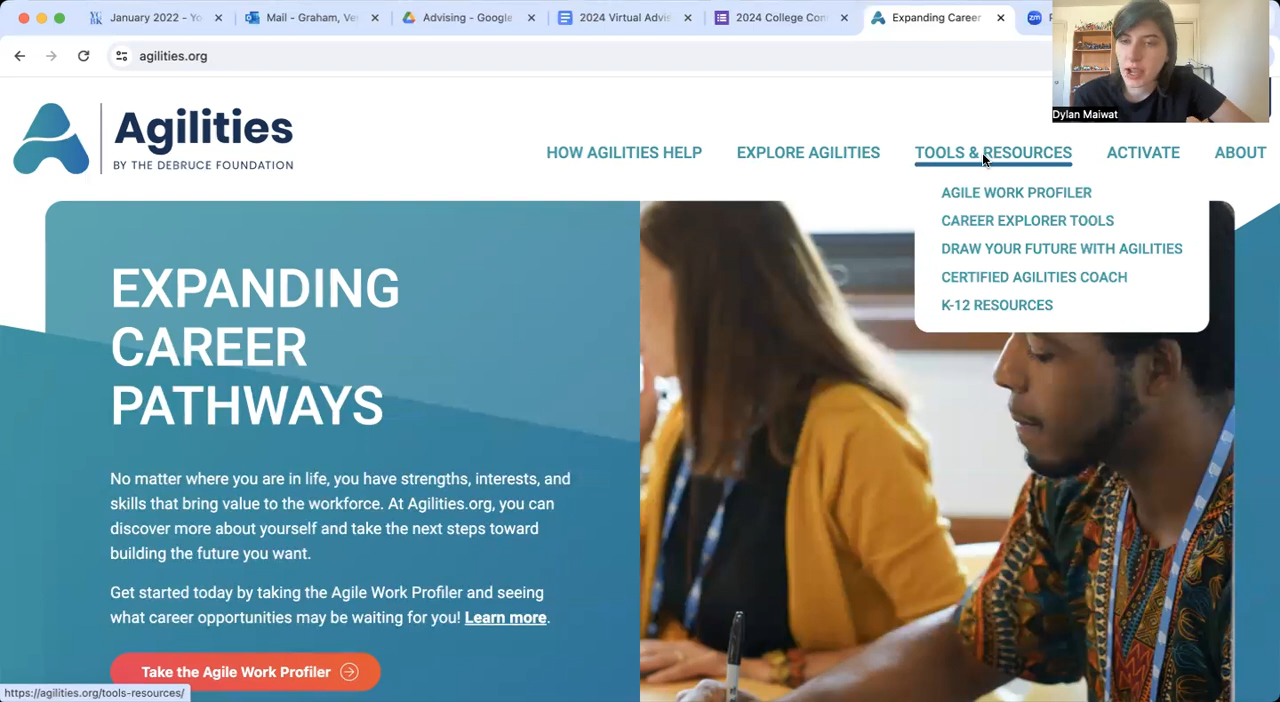 January 2022 - Yo
Mail - Graham, Ve
Advising - Google
2024 Virtual Advis
2024 College Con
Expanding Career
zm
agilities.org
Dylan Maiwat
Agilities
BY THE DEBRUCE FOUNDATION
HOW AGILITIES HELP
EXPLORE AGILITIES
TOOLS & RESOURCES
ACTIVATE
ABOUT
AGILE WORK PROFILER
CAREER EXPLORER TOOLS
DRAW YOUR FUTURE WITH AGILITIES
CERTIFIED AGILITIES COACH
K-12 RESOURCES
EXPANDING
CAREER
PATHWAYS
No matter where you are in life, you have strengths, interests, and
skills that bring value to the workforce. At Agilities.org, you can
discover more about yourself and take the next steps toward
building the future you want.
Get started today by taking the Agile Work Profiler and seeing
what career opportunities may be waiting for you! Learn more.
Take the Agile Work Profiler
https://agilities.org/tools-resources/